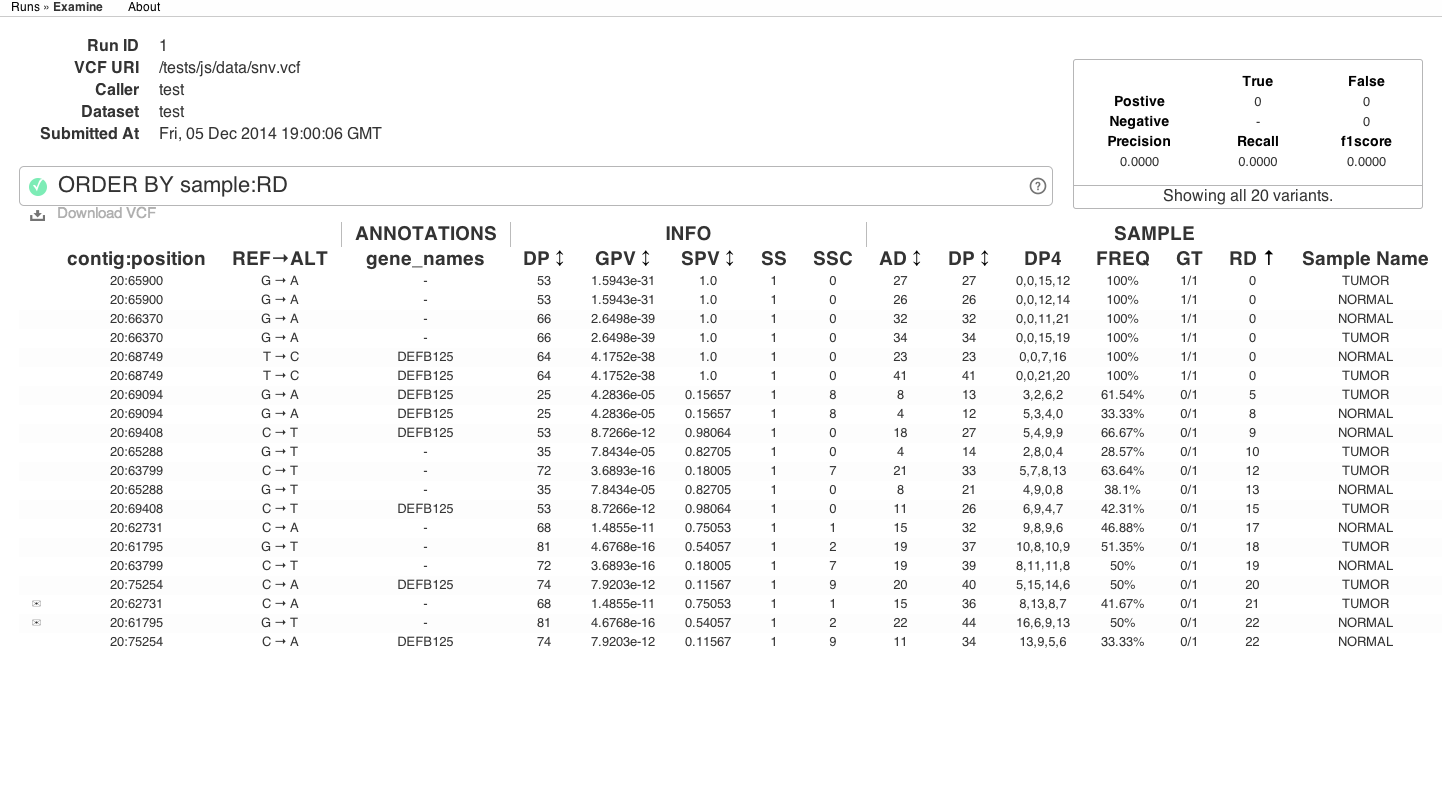 Runs » Examine About
Run ID 1
VCF URI /tests/js/data/snv.vcf
Caller test
Dataset test
Submitted At Fri, 05 Dec 2014 19:00:06 GMT
True False
Postive 0 0
Negative - 0
Precision Recall f1score
0.0000 0.0000 0.0000
Showing all 20 variants.
ORDER BY sample:RD ?
Download VCF
ANNOTATIONS INFO SAMPLE
contig:position REF→ALT gene_names DP ↕ GPV ↕ SPV ↕ SS SSC AD ↕ DP ↕ DP4 FREQ GT RD ↑ Sample Name
20:65900 G → A - 53 1.5943e-31 1.0 1 0 27 27 0,0,15,12 100% 1/1 0 TUMOR
20:65900 G → A - 53 1.5943e-31 1.0 1 0 26 26 0,0,12,14 100% 1/1 0 NORMAL
20:66370 G → A - 66 2.6498e-39 1.0 1 0 32 32 0,0,11,21 100% 1/1 0 NORMAL
20:66370 G → A - 66 2.6498e-39 1.0 1 0 34 34 0,0,15,19 100% 1/1 0 TUMOR
20:68749 T → C DEFB125 64 4.1752e-38 1.0 1 0 23 23 0,0,7,16 100% 1/1 0 NORMAL
20:68749 T → C DEFB125 64 4.1752e-38 1.0 1 0 41 41 0,0,21,20 100% 1/1 0 TUMOR
20:69094 G → A DEFB125 25 4.2836e-05 0.15657 1 8 8 13 3,2,6,2 61.54% 0/1 5 TUMOR
20:69094 G → A DEFB125 25 4.2836e-05 0.15657 1 8 4 12 5,3,4,0 33.33% 0/1 8 NORMAL
20:69408 C → T DEFB125 53 8.7266e-12 0.98064 1 0 18 27 5,4,9,9 66.67% 0/1 9 NORMAL
20:65288 G → T - 35 7.8434e-05 0.82705 1 0 4 14 2,8,0,4 28.57% 0/1 10 TUMOR
20:63799 C → T - 72 3.6893e-16 0.18005 1 7 21 33 5,7,8,13 63.64% 0/1 12 TUMOR
20:65288 G → T - 35 7.8434e-05 0.82705 1 0 8 21 4,9,0,8 38.1% 0/1 13 NORMAL
20:69408 C → T DEFB125 53 8.7266e-12 0.98064 1 0 11 26 6,9,4,7 42.31% 0/1 15 TUMOR
20:62731 C → A - 68 1.4855e-11 0.75053 1 1 15 32 9,8,9,6 46.88% 0/1 17 NORMAL
20:61795 G → T - 81 4.6768e-16 0.54057 1 2 19 37 10,8,10,9 51.35% 0/1 18 TUMOR
20:63799 C → T - 72 3.6893e-16 0.18005 1 7 19 39 8,11,11,8 50% 0/1 19 NORMAL
20:75254 C → A DEFB125 74 7.9203e-12 0.11567 1 9 20 40 5,15,14,6 50% 0/1 20 TUMOR
20:62731 C → A - 68 1.4855e-11 0.75053 1 1 15 36 8,13,8,7 41.67% 0/1 21 TUMOR
20:61795 G → T - 81 4.6768e-16 0.54057 1 2 22 44 16,6,9,13 50% 0/1 22 NORMAL
20:75254 C → A DEFB125 74 7.9203e-12 0.11567 1 9 11 34 13,9,5,6 33.33% 0/1 22 NORMAL